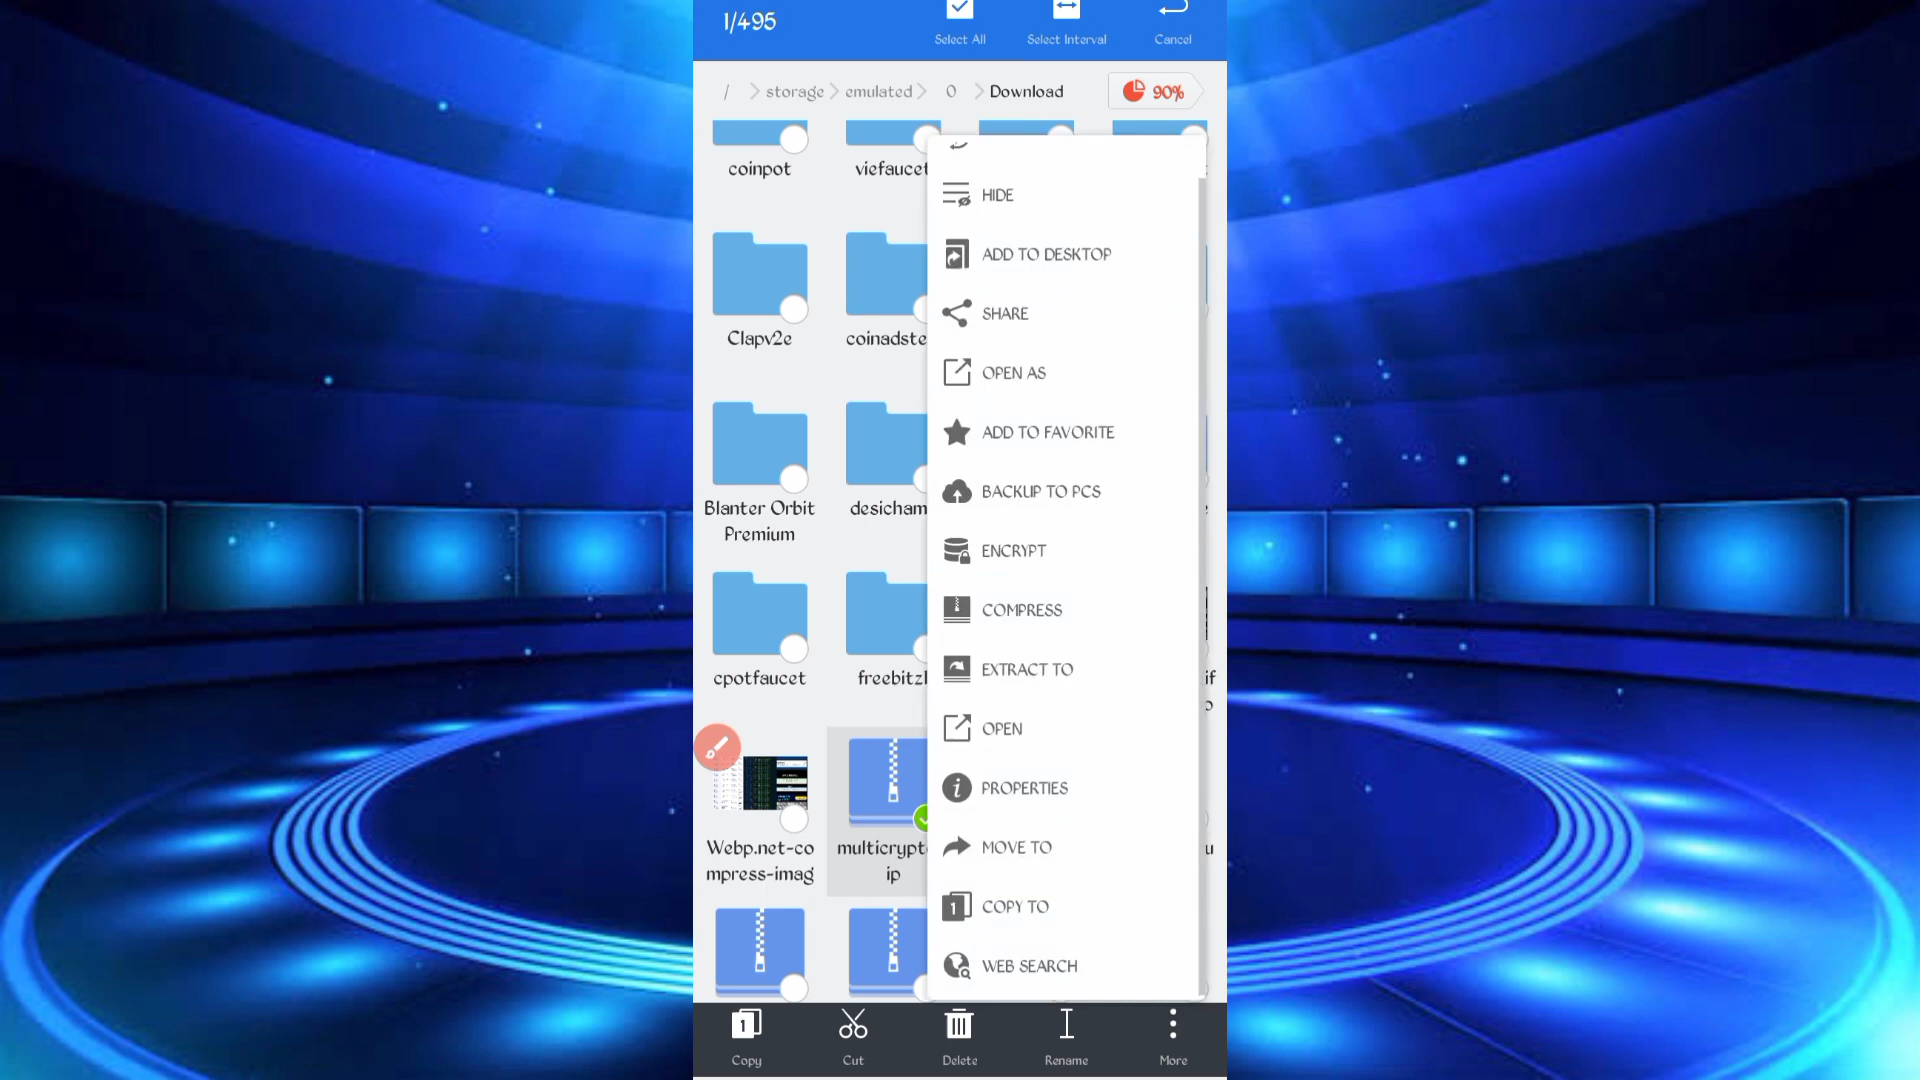 1/495
Select All
Select Interval
Cancel
/ storage emulated 0 Download
90%
coinpot
viefaucet
HIDE
ADD TO DESKTOP
SHARE
OPEN AS
ADD TO FAVORITE
BACKUP TO PCS
ENCRYPT
COMPRESS
EXTRACT TO
OPEN
PROPERTIES
MOVE TO
COPY TO
WEB SEARCH
Clapv2e
coinadste
Blanter Orbit
Premium
desicham
cpotfaucet
freebitz
if
Webp.net-co
mpress-imag
multicrypt
ip
u
Copy
Cut
Delete
Rename
More